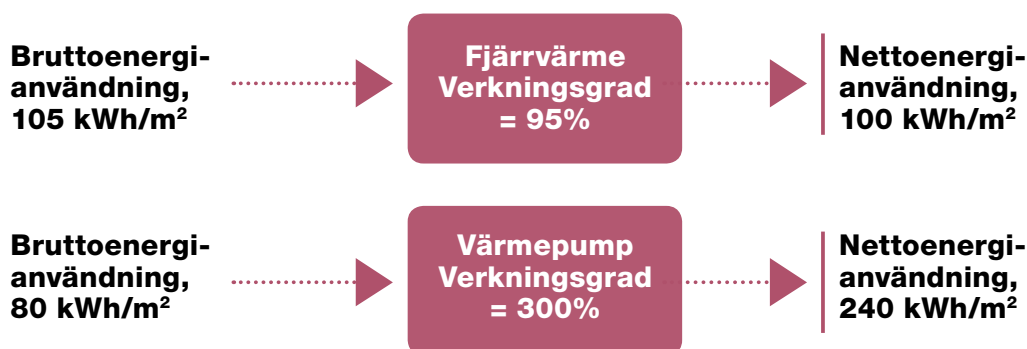 Bruttoenergi-
användning,
105 kWh/m²
Fjärrvärme
Verkningsgrad
= 95%
Nettoenergi-
användning,
100 kWh/m²
Bruttoenergi-
användning,
80 kWh/m²
Värmepump
Verkningsgrad
= 300%
Nettoenergi-
användning,
240 kWh/m²